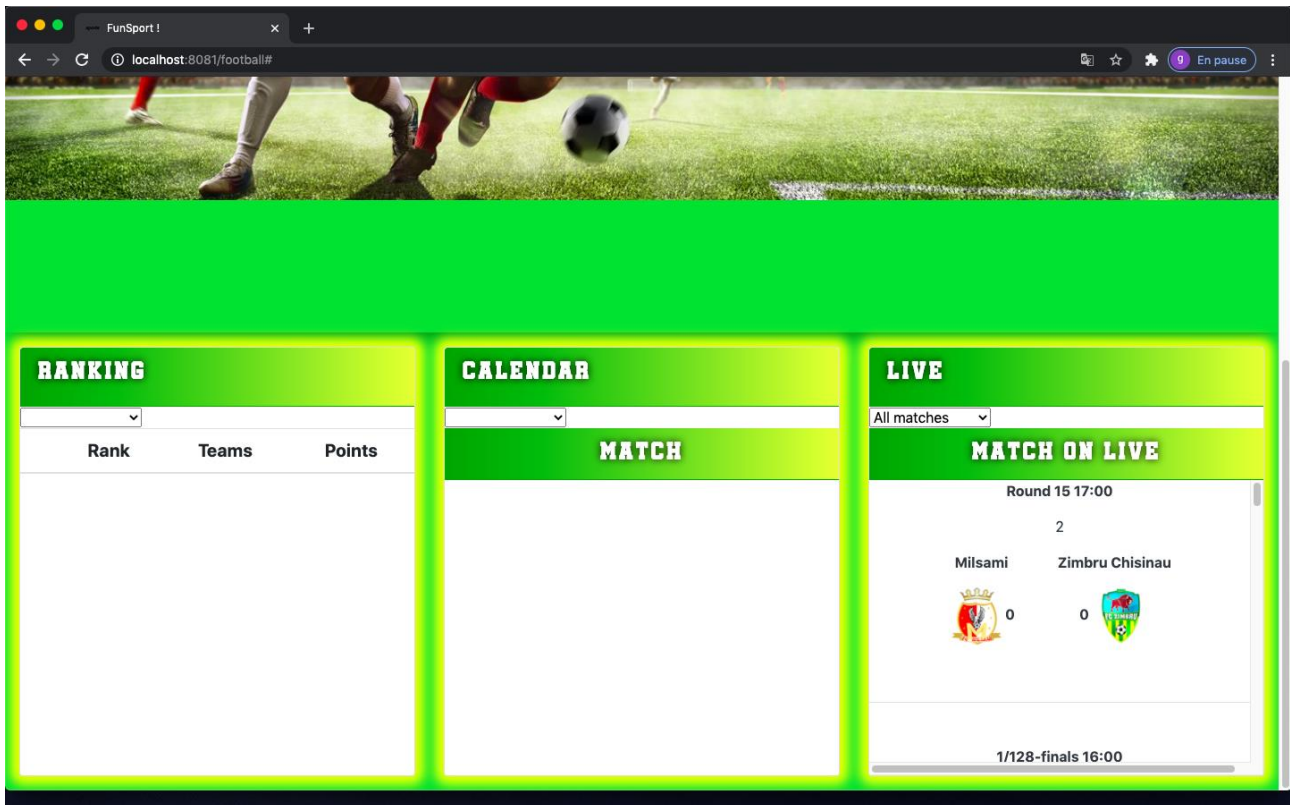 FunSport !
localhost:8081/football#
g En pause
RANKING
Rank Teams Points
CALENDAR
MATCH
LIVE
All matches
MATCH ON LIVE
Round 15 17:00
2
Milsami Zimbru Chisinau
0 0
1/128-finals 16:00